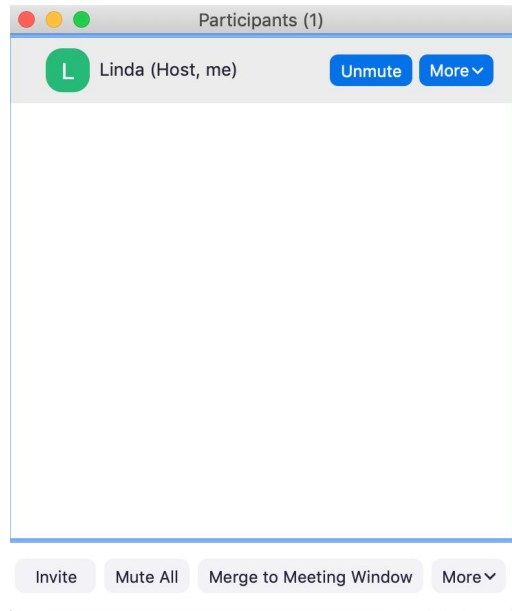 Participants (1)
L Linda (Host, me) Unmute More
Invite Mute All Merge to Meeting Window More